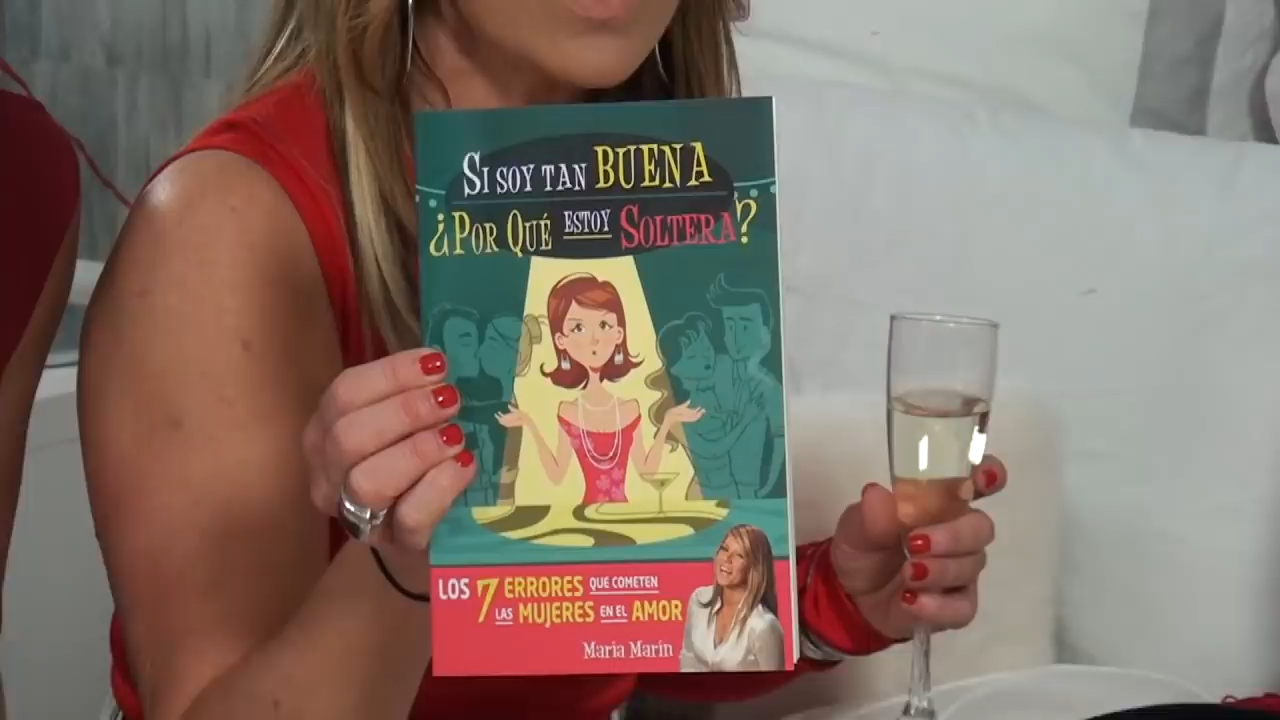 SI SOY TAN BUENA
¿POR QUÉ ESTOY SOLTERA?
LOS 7 ERRORES QUE COMETEN
LAS MUJERES EN EL AMOR
María Marín